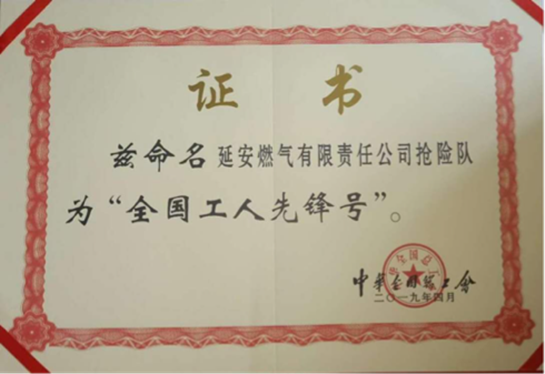 证书
兹命名延安燃气有限责任公司抢险队
为“全国工人先锋号”。
中华全国总工会
二〇一九年四月